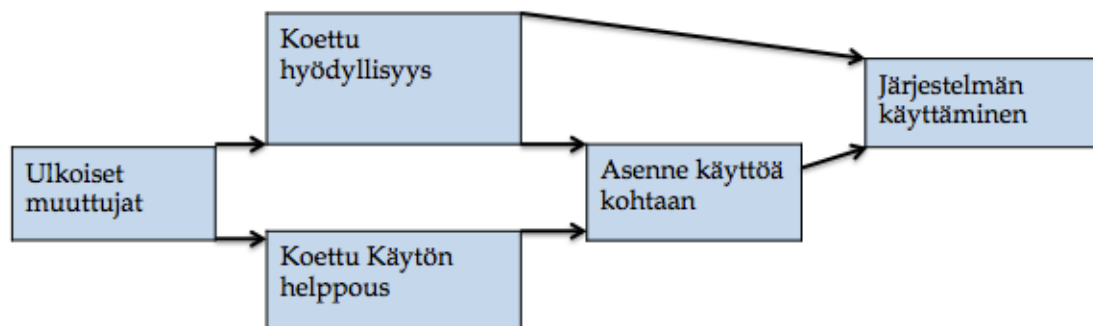 Koettu
hyödyllisyys
Järjestelmän
käyttäminen
Ulkoiset
muuttujat
Asenne käyttöä
kohtaan
Koettu Käytön
helppous